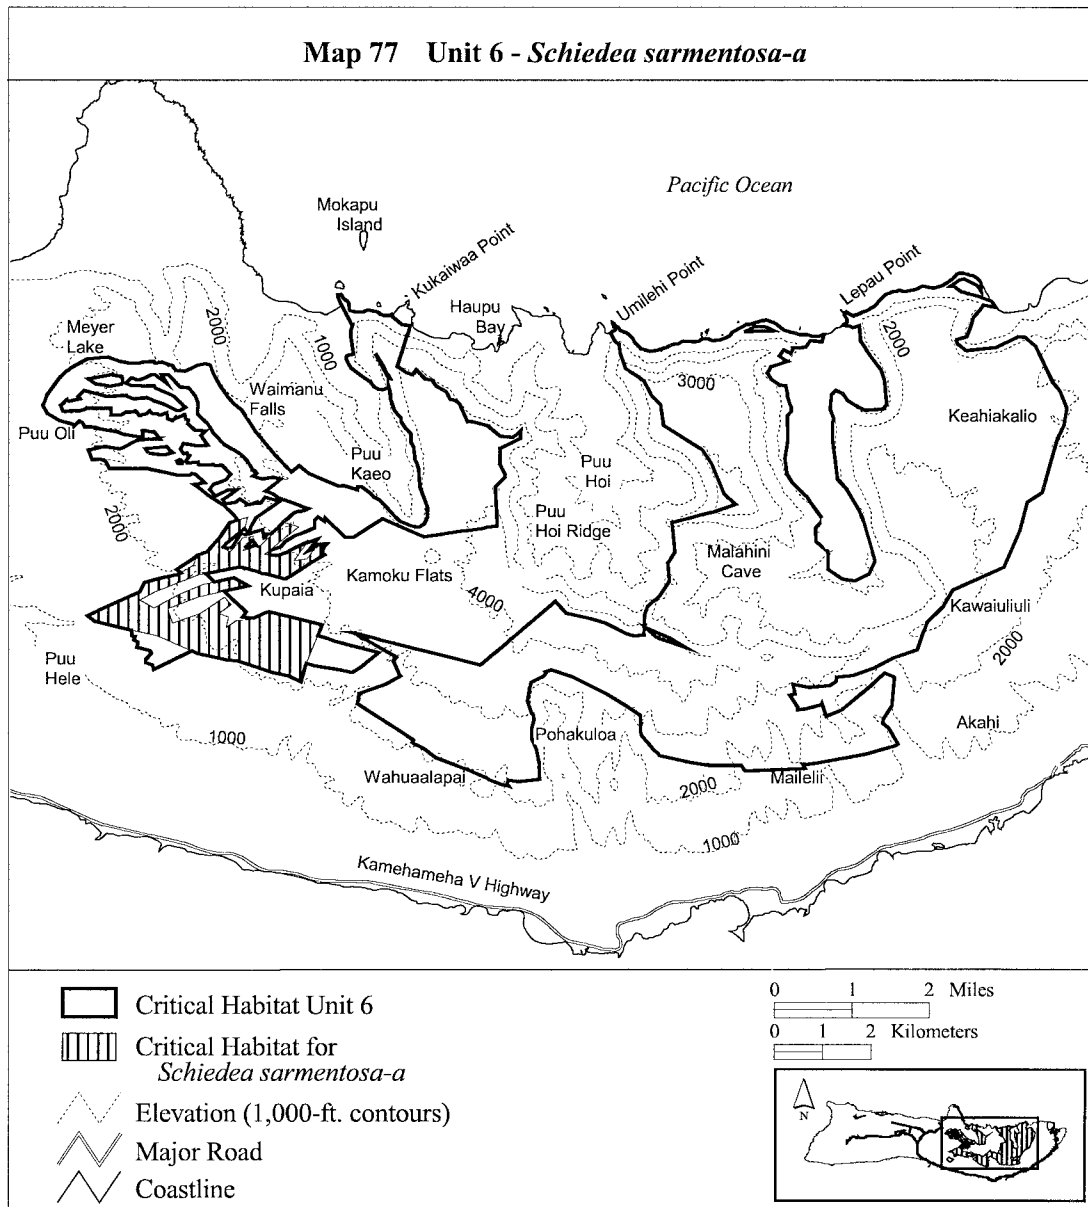 Map 77 Unit 6 - Schiedea sarmentosa-a
Pacific Ocean
Mokapu
Island
Kukaiwaa Point
Haupu
Bay
Umilehi Point
Lepau Point
Meyer
Lake
2000
1000
2000
3000
Waimanu
Falls
Keahiakalio
Puu Oli
Puu
Kaeo
Puu
Hoi
Puu
Hoi Ridge
2000
Malahini
Cave
Kamoku Flats
Kupaia
4000
Kawaiuliuli
2000
Puu
Hele
1000
Akahi
Pohakuloa
Wahuaalapai
Mailelii
2000
1000
Kamehameha V Highway
Critical Habitat Unit 6
Critical Habitat for
Schiedea sarmentosa-a
Elevation (1,000-ft. contours)
Major Road
Coastline
0 1 2 Miles
0 1 2 Kilometers
N